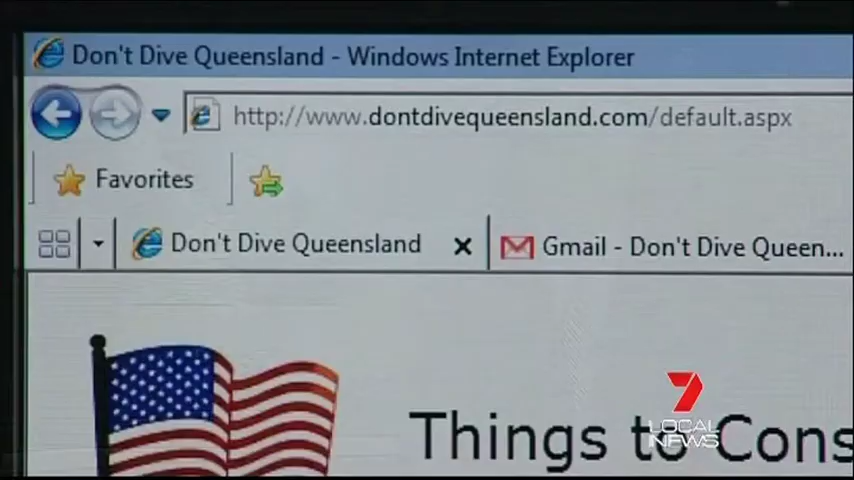 Don't Dive Queensland - Windows Internet Explorer
http://www.dontdivequeensland.com/default.aspx
Favorites
Don't Dive Queensland
Gmail - Don't Dive Queen...
Things to Cons
7
LOCAL
NEWS